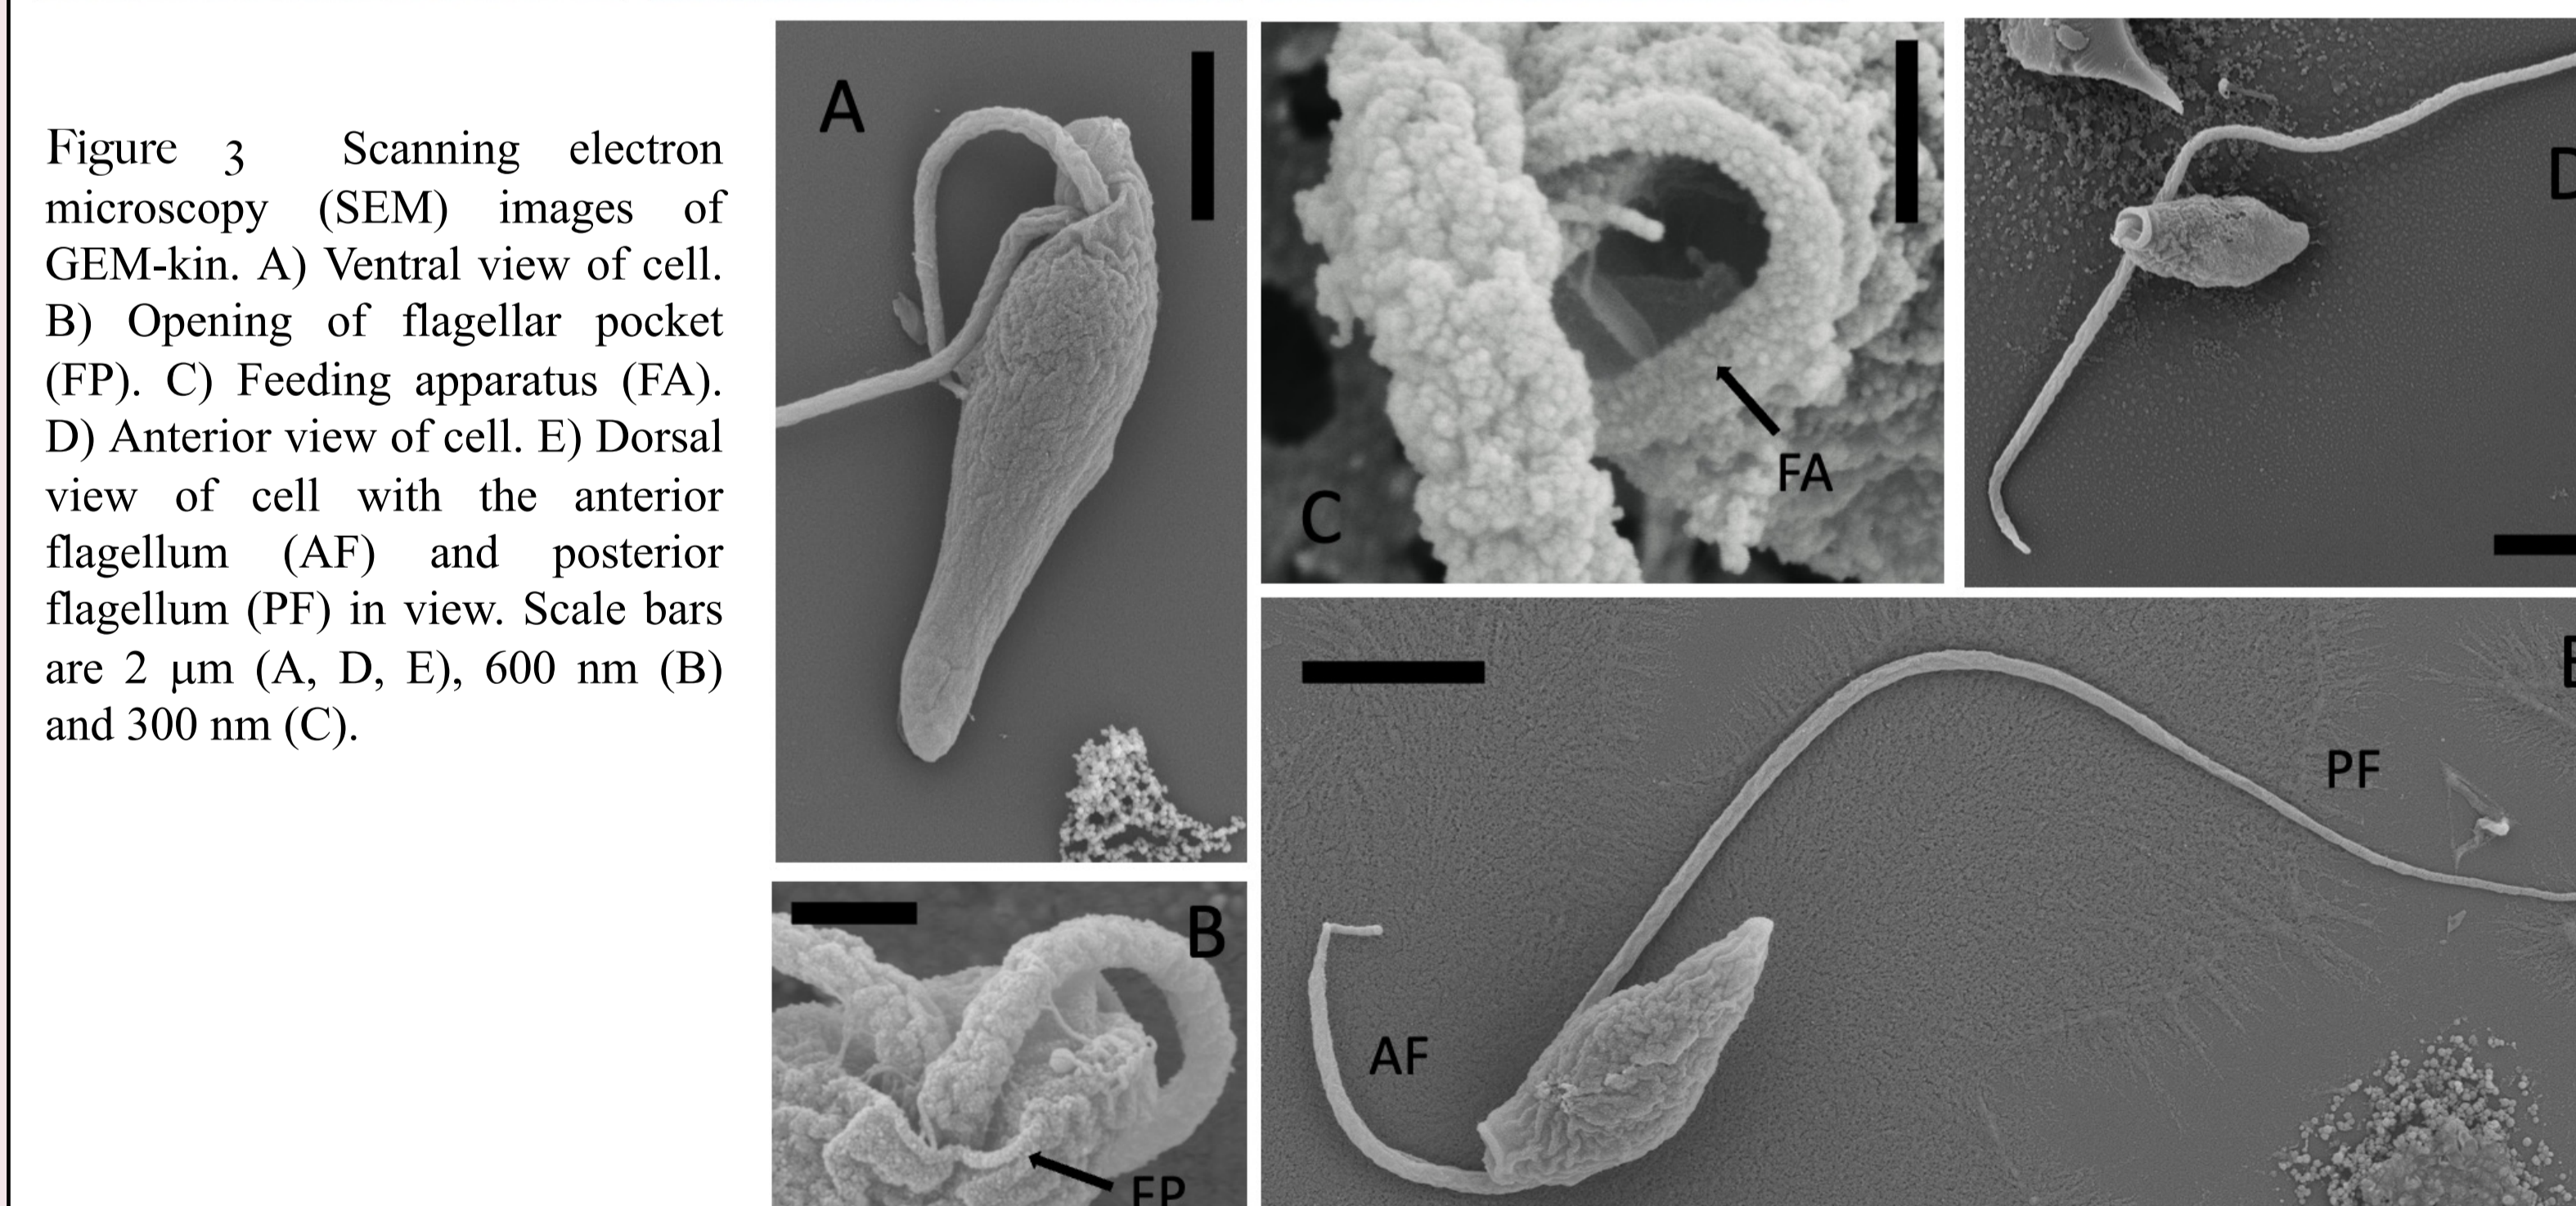 Figure 3 Scanning electron
microscopy (SEM) images of
GEM-kin. A) Ventral view of cell.
B) Opening of flagellar pocket
(FP). C) Feeding apparatus (FA).
D) Anterior view of cell. E) Dorsal
view of cell with the anterior
flagellum (AF) and posterior
flagellum (PF) in view. Scale bars
are 2 μm (A, D, E), 600 nm (B)
and 300 nm (C).
A
C
FA
D
B
FP
E
PF
AF